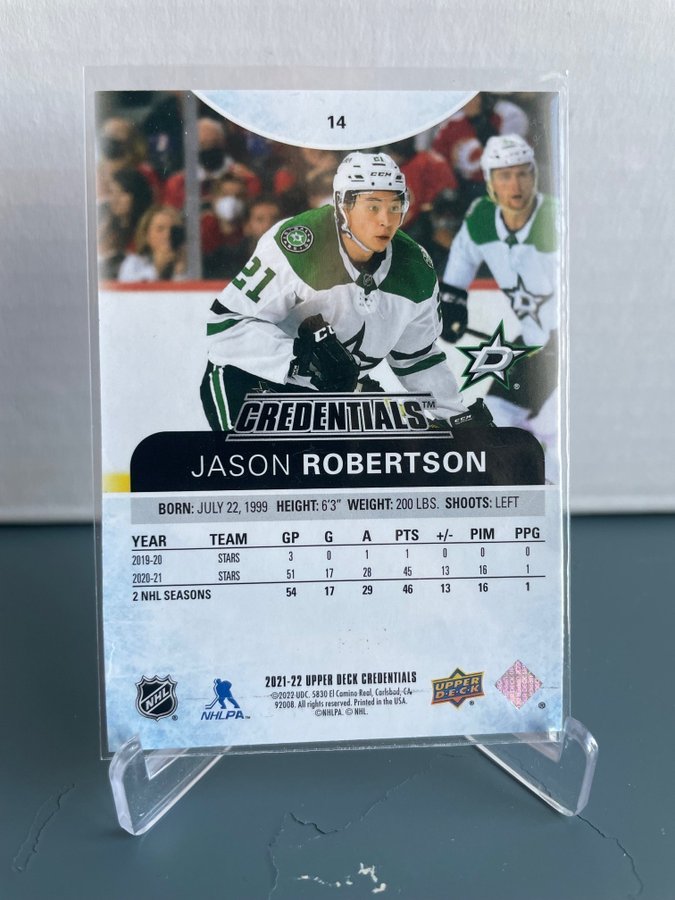 14
21
21
CCM
D
CREDENTIALS™
JASON ROBERTSON
BORN: JULY 22, 1999 HEIGHT: 6'3" WEIGHT: 200 LBS. SHOOTS: LEFT
YEAR TEAM GP G A PTS +/- PIM PPG
2019-20 STARS 3 0 1 1 0 0 0
2020-21 STARS 51 17 28 45 13 16 1
2 NHL SEASONS 54 17 29 46 13 16 1
2021-22 UPPER DECK CREDENTIALS
©2022 UDC. 5830 El Camino Real, Carlsbad, CA
92008. All rights reserved. Printed in the USA.
©NHLPA. © NHL.
NHL
NHLPA™
UPPER DECK